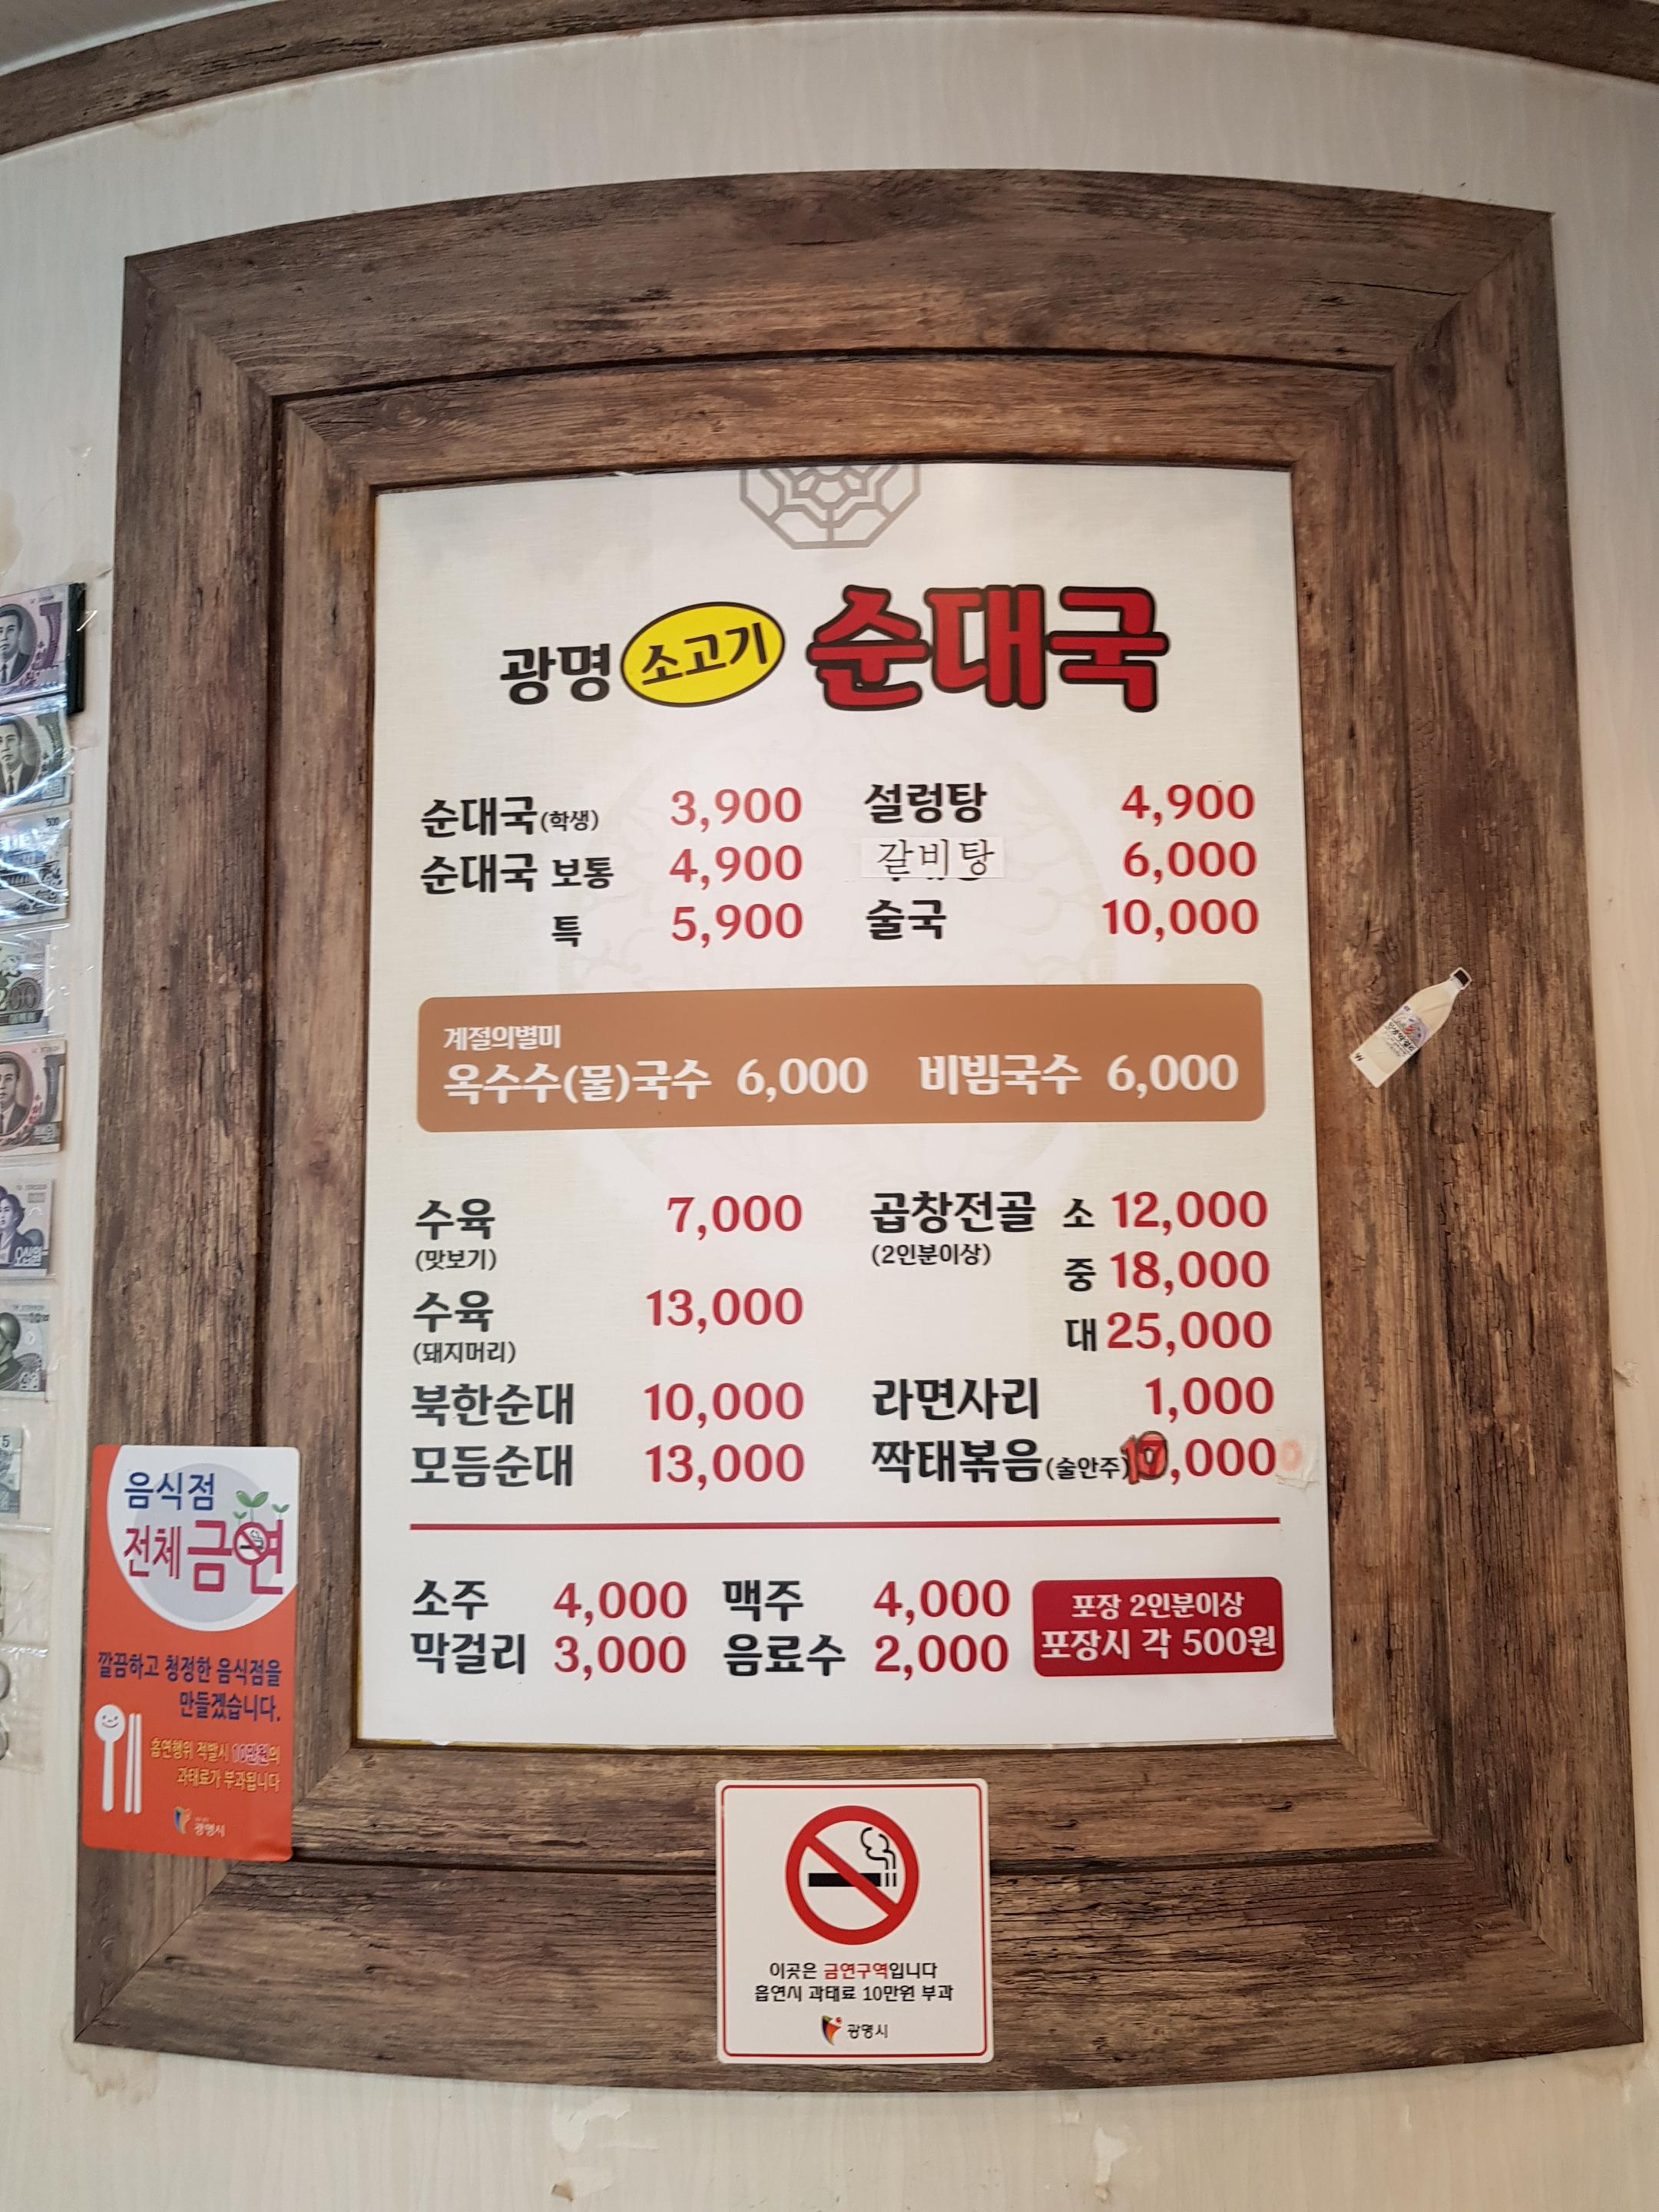 광명 소고기 순대국
순대국(학생) 3,900 설렁탕 4,900
순대국 보통 4,900 갈비탕 6,000
특 5,900 술국 10,000
계절의별미
옥수수(물)국수 6,000 비빔국수 6,000
수육 7,000 곱창전골 소 12,000
(맛보기) (2인분이상)
중 18,000
수육 13,000
(돼지머리) 대 25,000
북한순대 10,000 라면사리 1,000
모듬순대 13,000 짝태볶음(술안주) ,000
소주 4,000 맥주 4,000
막걸리 3,000 음료수 2,000
포장 2인분이상
포장시 각 500원
음식점
전체금연
깔끔하고 청정한 음식점을
만들겠습니다.
흡연행위 적발시 10만원의
과태료가 부과됩니다
광명시
이곳은 금연구역입니다
흡연시 과태료 10만원 부과
광명시